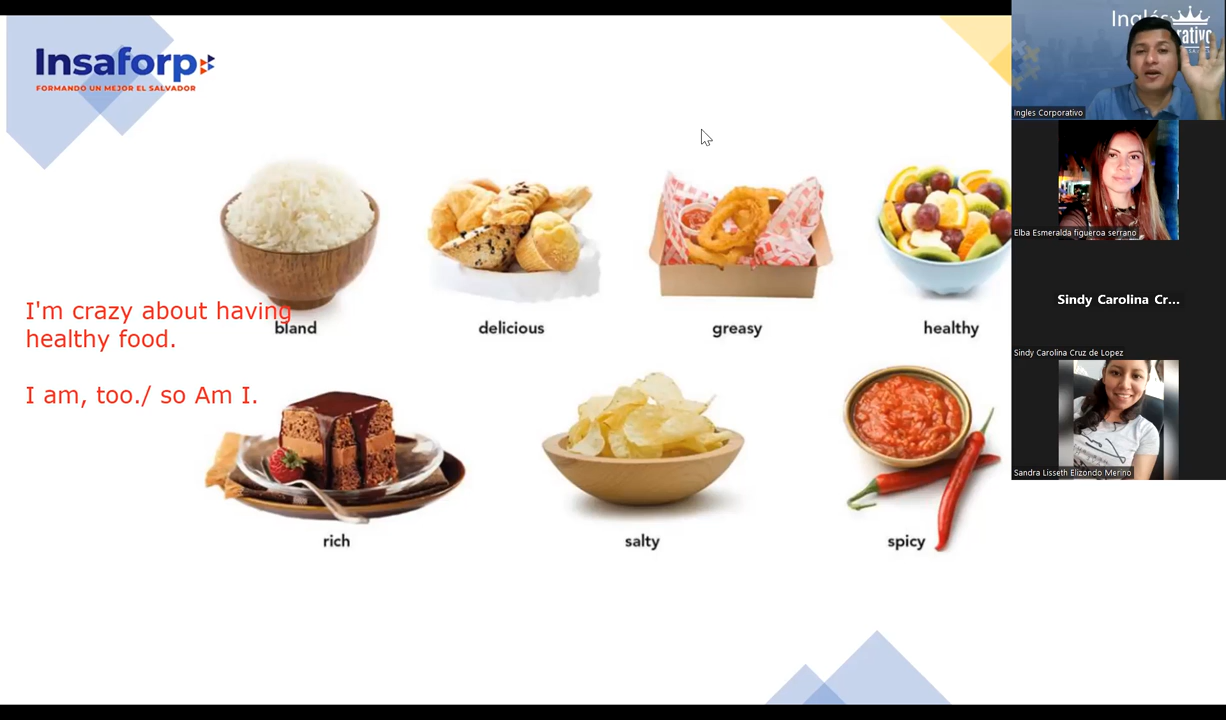 Insaforp
FORMANDO UN MEJOR EL SALVADOR
I'm crazy about having
healthy food.
I am, too./ so Am I.
bland
delicious
greasy
healthy
rich
salty
spicy
Inglés
Ingles Corporativo
Elba Esmeralda figueroa serrano
Sindy Carolina Cr...
Sindy Carolina Cruz de Lopez
Sandra Lisseth Elizondo Merino